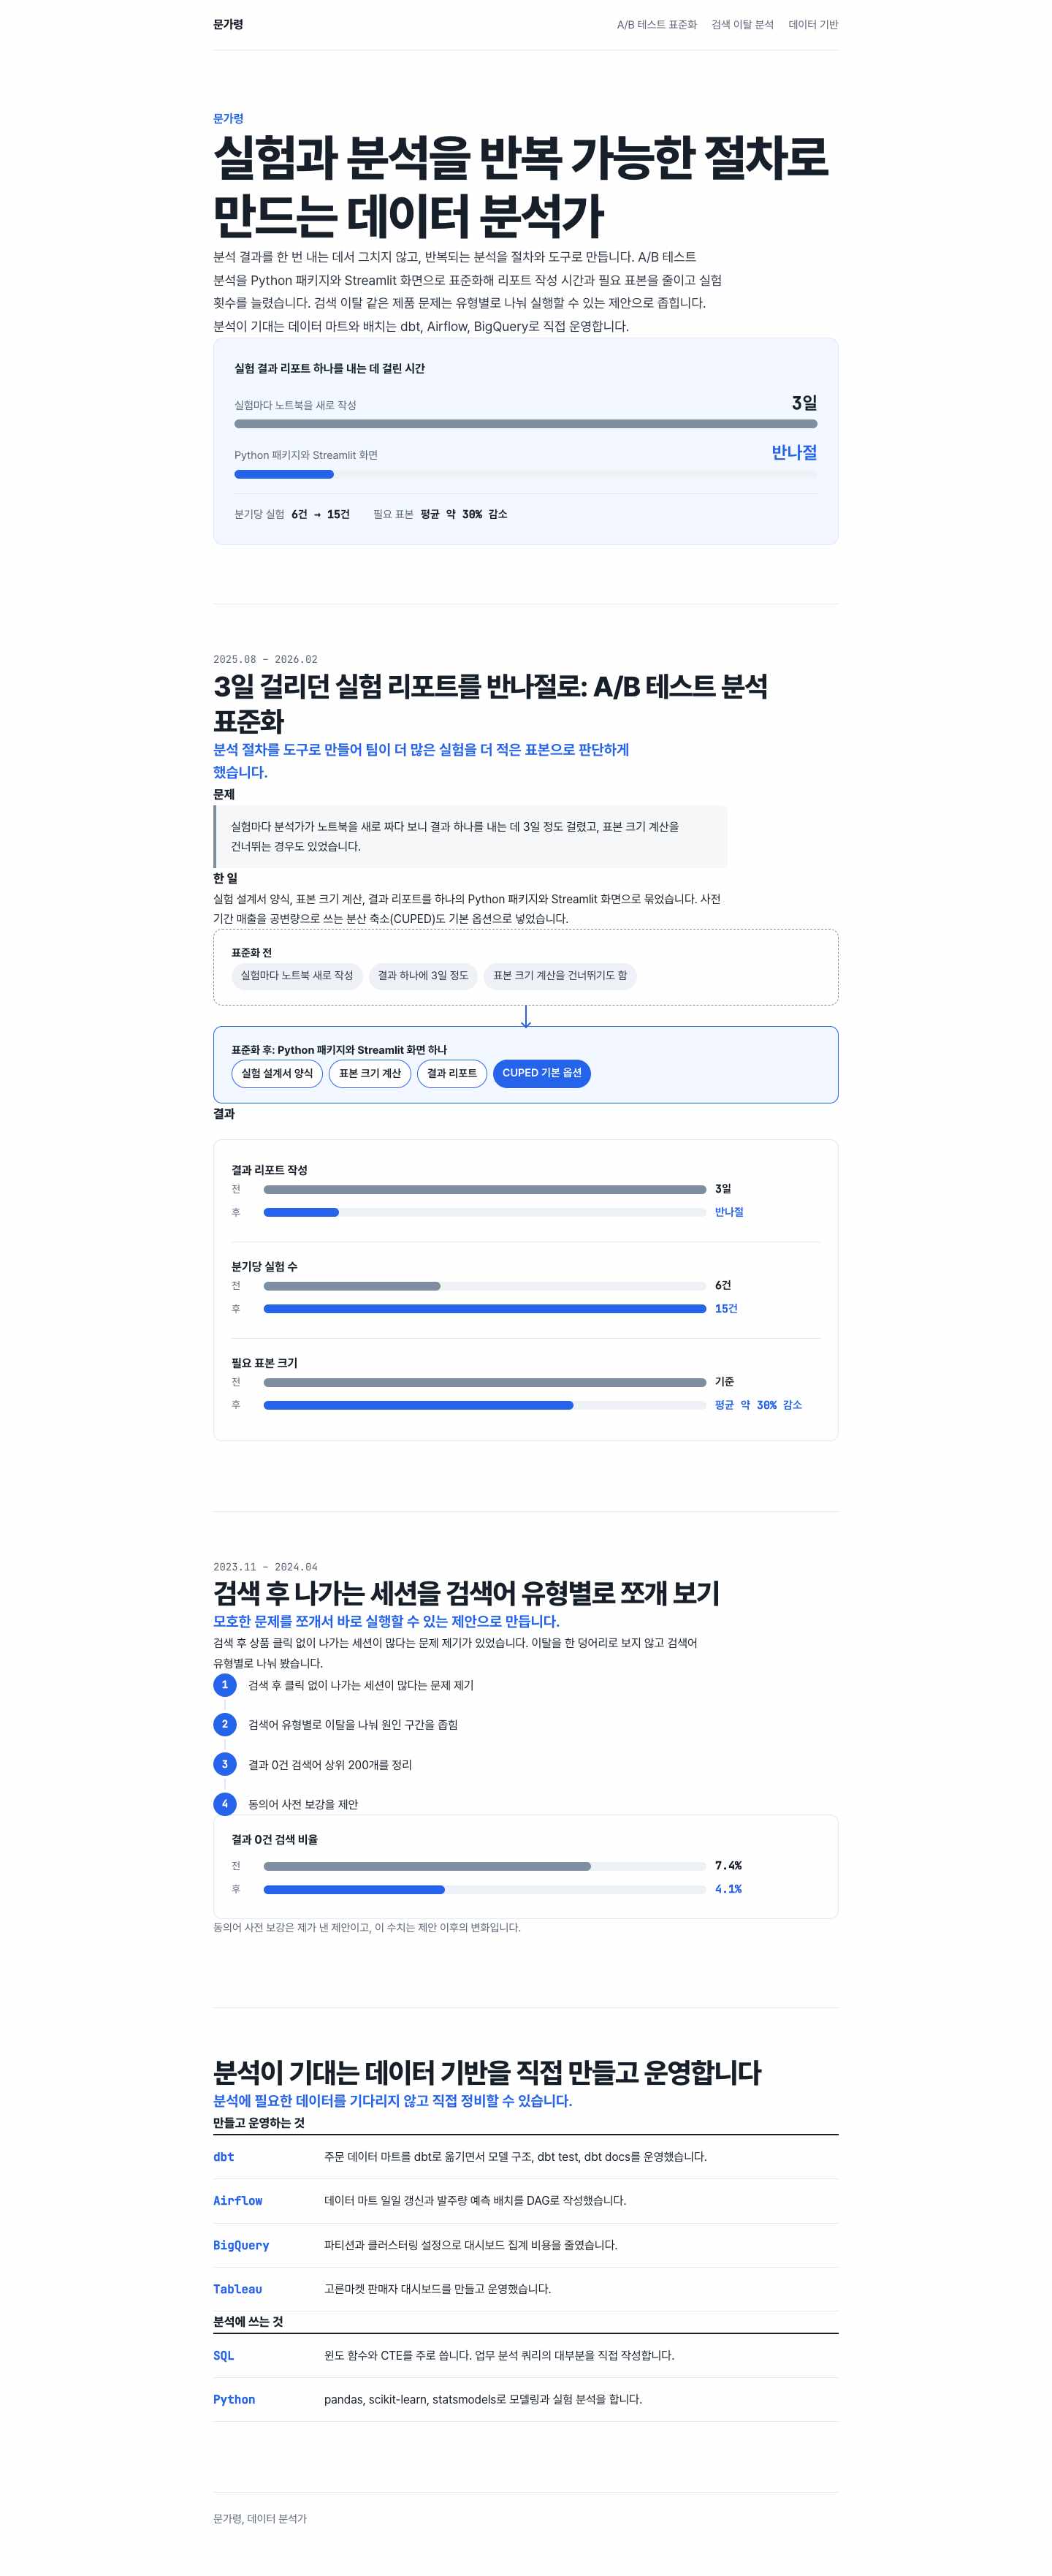 문가령
A/B 테스트 표준화 검색 이탈 분석 데이터 기반
문가령
실험과 분석을 반복 가능한 절차로
만드는 데이터 분석가
분석 결과를 한 번 내는 데서 그치지 않고, 반복되는 분석을 절차와 도구로 만듭니다. A/B 테스트
분석을 Python 패키지와 Streamlit 화면으로 표준화해 리포트 작성 시간과 필요 표본을 줄이고 실험
횟수를 늘렸습니다. 검색 이탈 같은 제품 문제는 유형별로 나눠 실행할 수 있는 제안으로 좁힙니다.
분석이 기대는 데이터 마트와 배치는 dbt, Airflow, BigQuery로 직접 운영합니다.
실험 결과 리포트 하나를 내는 데 걸린 시간
실험마다 노트북을 새로 작성 3일
Python 패키지와 Streamlit 화면 반나절
분기당 실험 6건 → 15건 필요 표본 평균 약 30% 감소
2025.08 – 2026.02
3일 걸리던 실험 리포트를 반나절로: A/B 테스트 분석
표준화
분석 절차를 도구로 만들어 팀이 더 많은 실험을 더 적은 표본으로 판단하게
했습니다.
문제
실험마다 분석가가 노트북을 새로 짜다 보니 결과 하나를 내는 데 3일 정도 걸렸고, 표본 크기 계산을
건너뛰는 경우도 있었습니다.
한 일
실험 설계서 양식, 표본 크기 계산, 결과 리포트를 하나의 Python 패키지와 Streamlit 화면으로 묶었습니다. 사전
기간 매출을 공변량으로 쓰는 분산 축소(CUPED)도 기본 옵션으로 넣었습니다.
표준화 전
실험마다 노트북 새로 작성 결과 하나에 3일 정도 표본 크기 계산을 건너뛰기도 함
표준화 후: Python 패키지와 Streamlit 화면 하나
실험 설계서 양식 표본 크기 계산 결과 리포트 CUPED 기본 옵션
결과
결과 리포트 작성
전 3일
후 반나절
분기당 실험 수
전 6건
후 15건
필요 표본 크기
전 기준
후 평균 약 30% 감소
2023.11 – 2024.04
검색 후 나가는 세션을 검색어 유형별로 쪼개 보기
모호한 문제를 쪼개서 바로 실행할 수 있는 제안으로 만듭니다.
검색 후 상품 클릭 없이 나가는 세션이 많다는 문제 제기가 있었습니다. 이탈을 한 덩어리로 보지 않고 검색어
유형별로 나눠 봤습니다.
1 검색 후 클릭 없이 나가는 세션이 많다는 문제 제기
2 검색어 유형별로 이탈을 나눠 원인 구간을 좁힘
3 결과 0건 검색어 상위 200개를 정리
4 동의어 사전 보강을 제안
결과 0건 검색 비율
전 7.4%
후 4.1%
동의어 사전 보강은 제가 낸 제안이고, 이 수치는 제안 이후의 변화입니다.
분석이 기대는 데이터 기반을 직접 만들고 운영합니다
분석에 필요한 데이터를 기다리지 않고 직접 정비할 수 있습니다.
만들고 운영하는 것
dbt 주문 데이터 마트를 dbt로 옮기면서 모델 구조, dbt test, dbt docs를 운영했습니다.
Airflow 데이터 마트 일일 갱신과 발주량 예측 배치를 DAG로 작성했습니다.
BigQuery 파티션과 클러스터링 설정으로 대시보드 집계 비용을 줄였습니다.
Tableau 고른마켓 판매자 대시보드를 만들고 운영했습니다.
분석에 쓰는 것
SQL 윈도 함수와 CTE를 주로 씁니다. 업무 분석 쿼리의 대부분을 직접 작성합니다.
Python pandas, scikit-learn, statsmodels로 모델링과 실험 분석을 합니다.
문가령, 데이터 분석가